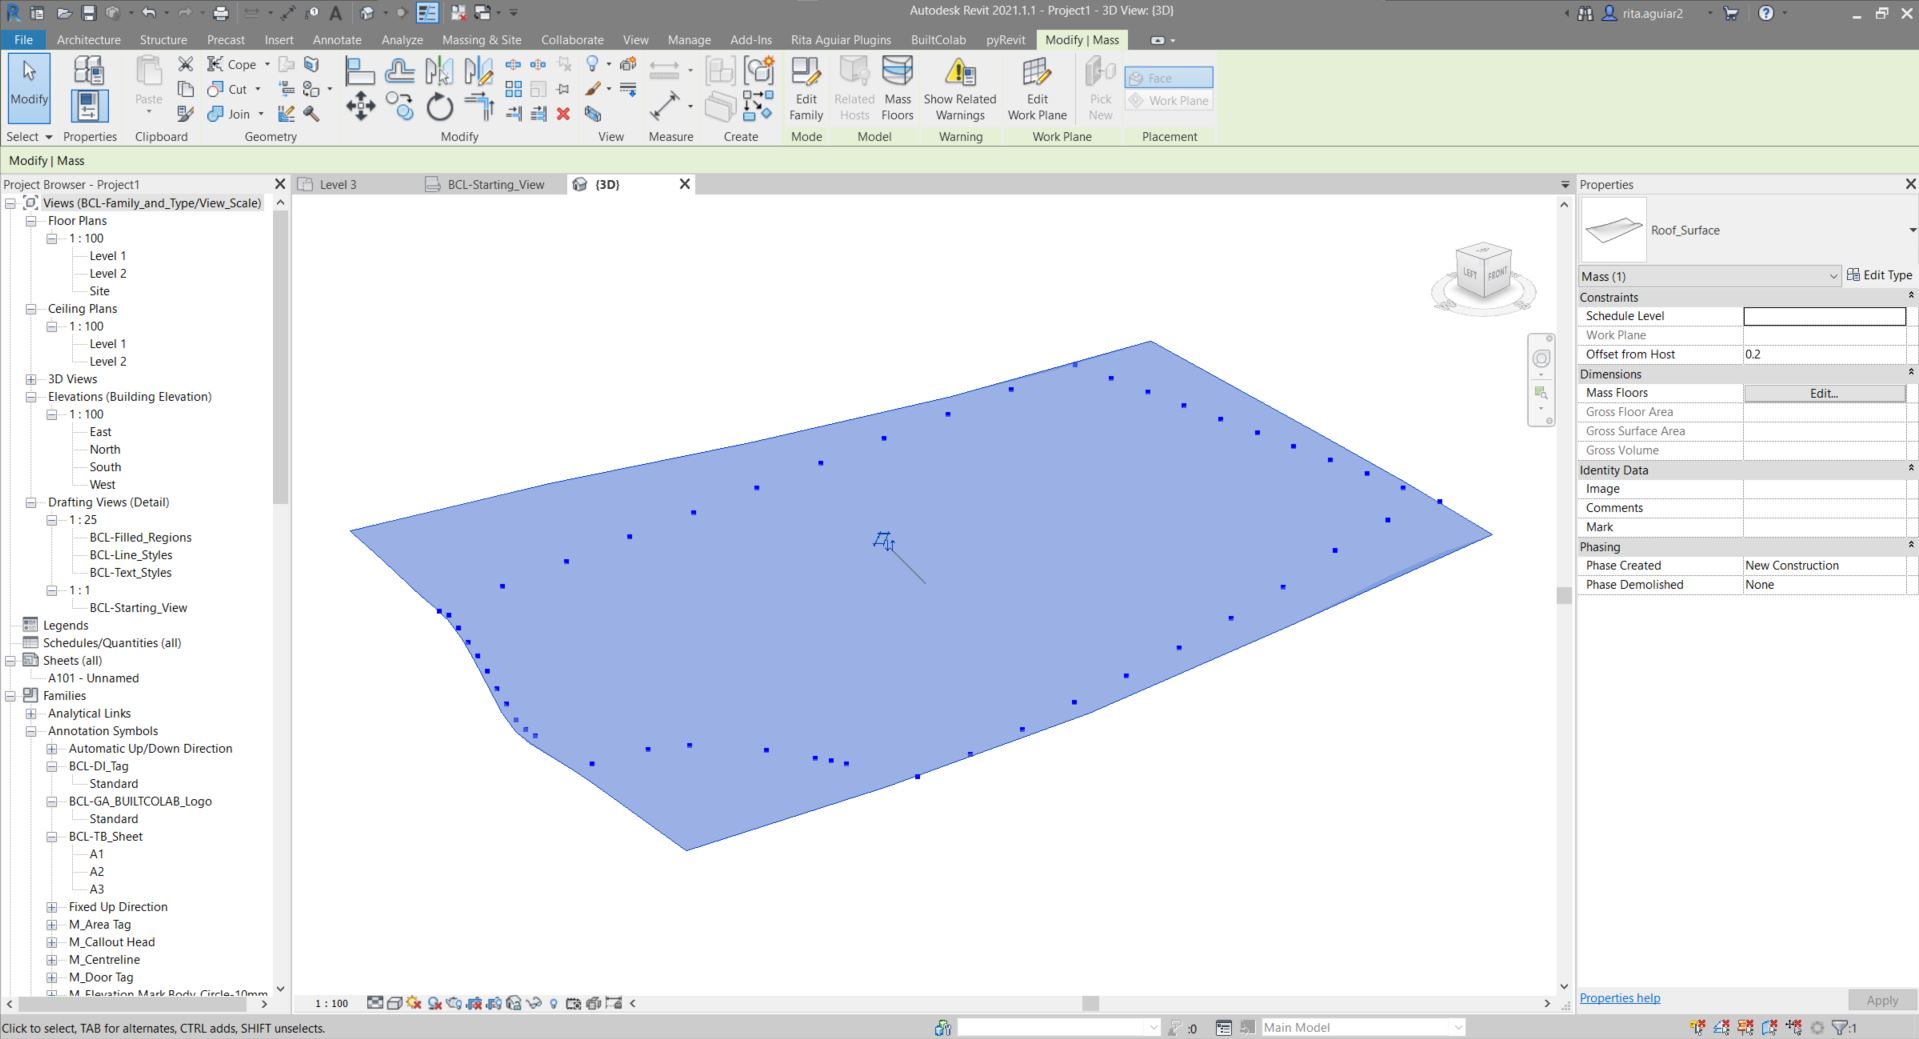 Autodesk Revit 2021.1.1 - Project1 - 3D View: {3D}
rita.aguiar2
File Architecture Structure Precast Insert Annotate Analyze Massing & Site Collaborate View Manage Add-Ins Rita Aguiar Plugins BuiltColab pyRevit Modify | Mass
Modify
Paste
Cope
Cut
Join
Edit Family
Related Hosts
Mass Floors
Show Related Warnings
Edit Work Plane
Pick New
Face
Work Plane
Select Properties Clipboard Geometry Modify View Measure Create Mode Model Warning Work Plane Placement
Modify | Mass
Project Browser - Project1
Views (BCL-Family_and_Type/View_Scale)
Floor Plans
1 : 100
Level 1
Level 2
Site
Ceiling Plans
1 : 100
Level 1
Level 2
3D Views
Elevations (Building Elevation)
1 : 100
East
North
South
West
Drafting Views (Detail)
1 : 25
BCL-Filled_Regions
BCL-Line_Styles
BCL-Text_Styles
1 : 1
BCL-Starting_View
Legends
Schedules/Quantities (all)
Sheets (all)
A101 - Unnamed
Families
Analytical Links
Annotation Symbols
Automatic Up/Down Direction
BCL-DI_Tag
Standard
BCL-GA_BUILTCOLAB_Logo
Standard
BCL-TB_Sheet
A1
A2
A3
Fixed Up Direction
M_Area Tag
M_Callout Head
M_Centreline
M_Door Tag
M_Elevation Mark Body_Circle-10mm
Level 3 BCL-Starting_View {3D}
LEFT FRONT
1 : 100
Properties
Roof_Surface
Mass (1) Edit Type
Constraints
Schedule Level
Work Plane
Offset from Host 0.2
Dimensions
Mass Floors Edit...
Gross Floor Area
Gross Surface Area
Gross Volume
Identity Data
Image
Comments
Mark
Phasing
Phase Created New Construction
Phase Demolished None
Properties help Apply
Click to select, TAB for alternates, CTRL adds, SHIFT unselects.
:0 Main Model :1